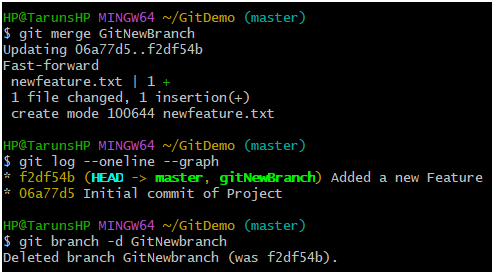 HP@TarunsHP MINGW64 ~/GitDemo (master)
$ git merge GitNewBranch
Updating 06a77d5..f2df54b
Fast-forward
 newfeature.txt | 1 +
 1 file changed, 1 insertion(+)
 create mode 100644 newfeature.txt
HP@TarunsHP MINGW64 ~/GitDemo (master)
$ git log --oneline --graph
* f2df54b (HEAD -> master, gitNewBranch) Added a new Feature
* 06a77d5 Initial commit of Project
HP@TarunsHP MINGW64 ~/GitDemo (master)
$ git branch -d GitNewbranch
Deleted branch GitNewbranch (was f2df54b).